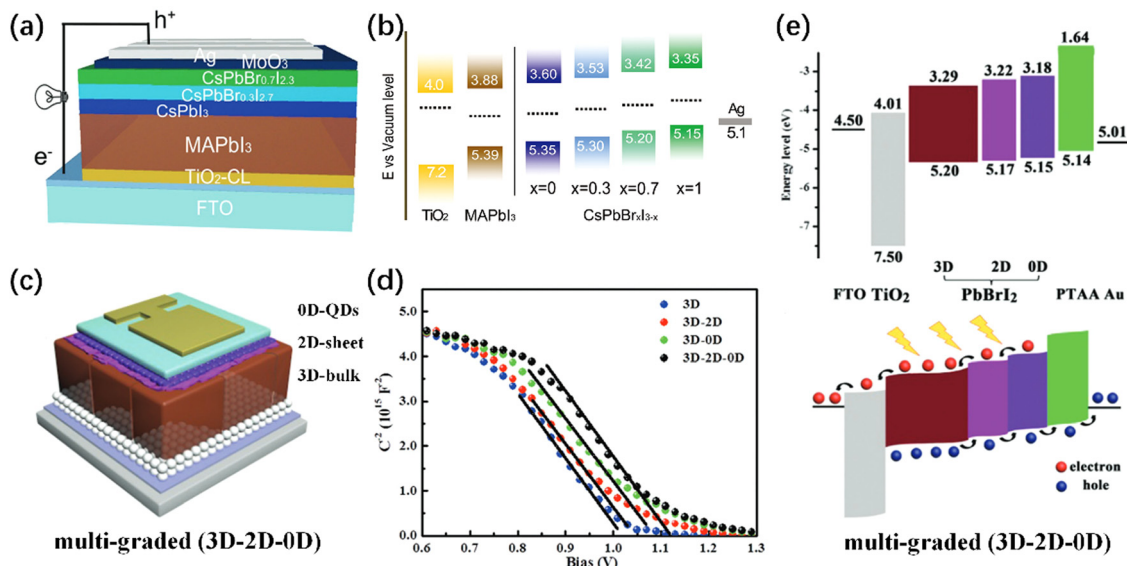 (a)
h⁺
Ag
MoO₃
CsPbBr₀.₇I₂.₃
CsPbBr₀.₃I₂.₇
CsPbI₃
MAPbI₃
e⁻
TiO₂-CL
FTO
(b)
E vs Vacuum level
4.0 3.88 3.60 3.53 3.42 3.35
Ag
5.1
7.2 5.39 5.35 5.30 5.20 5.15
x=0 x=0.3 x=0.7 x=1
TiO₂ MAPbI₃ CsPbBrₓI₃₋ₓ
(c)
0D-QDs
2D-sheet
3D-bulk
multi-graded (3D-2D-0D)
(d)
3D
3D-2D
3D-0D
3D-2D-0D
C⁻² (10¹⁵ F⁻²)
5.0
4.0
3.0
2.0
1.0
0.0
0.6 0.7 0.8 0.9 1.0 1.1 1.2 1.3
Bias (V)
(e)
Energy level (eV)
-3
-4
-5
-6
-7
1.64
3.29 3.22 3.18
4.50 4.01
5.01
5.20 5.17 5.15 5.14
7.50
3D 2D 0D
FTO TiO₂ PbBrI₂ PTAA Au
electron
hole
multi-graded (3D-2D-0D)